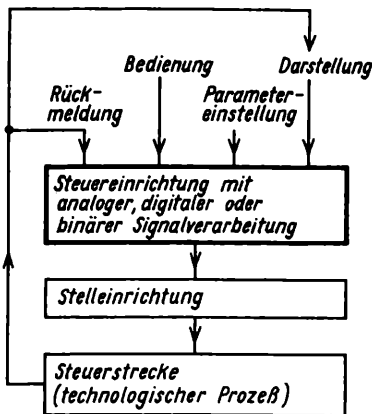 Bedienung
Darstellung
Rück-
meldung
Parameter-
einstellung
Steuereinrichtung mit
analoger, digitaler oder
binärer Signalverarbeitung
Stelleinrichtung
Steuerstrecke
(technologischer Prozeß)